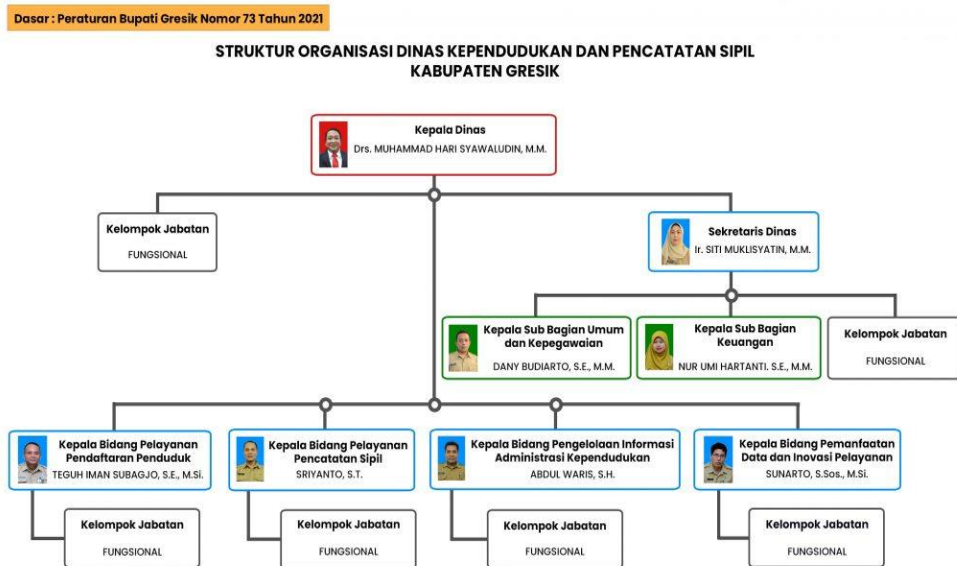 Dasar : Peraturan Bupati Gresik Nomor 73 Tahun 2021
STRUKTUR ORGANISASI DINAS KEPENDUDUKAN DAN PENCATATAN SIPIL
KABUPATEN GRESIK
Kepala Dinas
Drs. MUHAMMAD HARI SYAWALUDIN, M.M.
Kelompok Jabatan
FUNGSIONAL
Sekretaris Dinas
Ir. SITI MUKLISYATIN, M.M.
Kepala Sub Bagian Umum
dan Kepegawaian
DANY BUDIARTO, S.E., M.M.
Kepala Sub Bagian
Keuangan
NUR UMI HARTANTI. S.E., M.M.
Kelompok Jabatan
FUNGSIONAL
Kepala Bidang Pelayanan
Pendaftaran Penduduk
TEGUH IMAN SUBAGJO, S.E., M.Si.
Kepala Bidang Pelayanan
Pencatatan Sipil
SRIYANTO, S.T.
Kepala Bidang Pengelolaan Informasi
Administrasi Kependudukan
ABDUL WARIS, S.H.
Kepala Bidang Pemanfaatan
Data dan Inovasi Pelayanan
SUNARTO, S.Sos., M.Si.
Kelompok Jabatan
FUNGSIONAL
Kelompok Jabatan
FUNGSIONAL
Kelompok Jabatan
FUNGSIONAL
Kelompok Jabatan
FUNGSIONAL